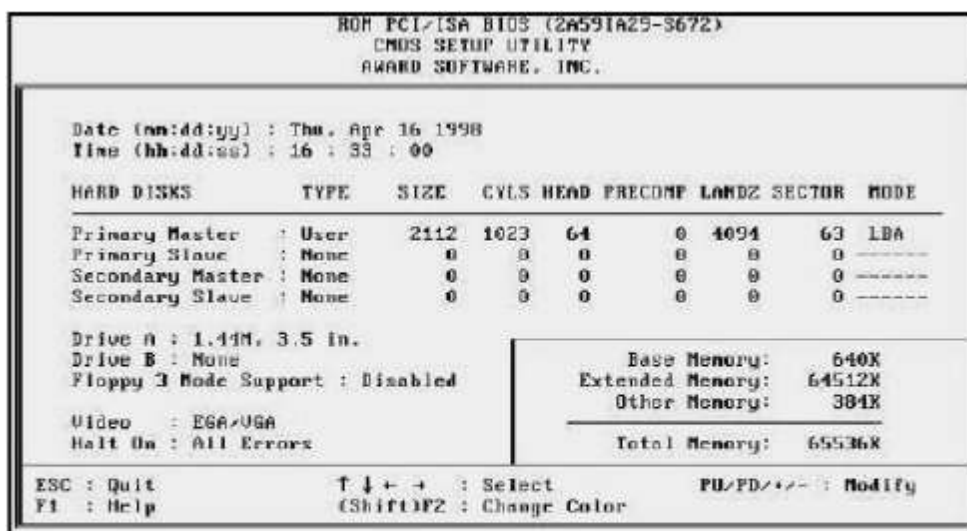 ROM PCI/ISA BIOS (2A59IA29-S672)
CMOS SETUP UTILITY
AWARD SOFTWARE, INC.
Date (mm:dd:yy) : Thu, Apr 16 1998
Time (hh:dd:ss) : 16 : 33 : 00
HARD DISKS TYPE SIZE CYLS HEAD PRECOMP LANDZ SECTOR MODE
Primary Master : User 2112 1023 64 0 4094 63 LBA
Primary Slave : None 0 0 0 0 0 0 ------
Secondary Master : None 0 0 0 0 0 0 ------
Secondary Slave : None 0 0 0 0 0 0 ------
Drive A : 1.44M, 3.5 in.
Drive B : None
Floppy 3 Mode Support : Disabled
Video : EGA/VGA
Halt On : All Errors
Base Memory: 640K
Extended Memory: 64512K
Other Memory: 384K
Total Memory: 65536K
ESC : Quit ↑ ↓ ← → : Select PU/PD/+/- : Modify
F1 : Help (Shift)F2 : Change Color